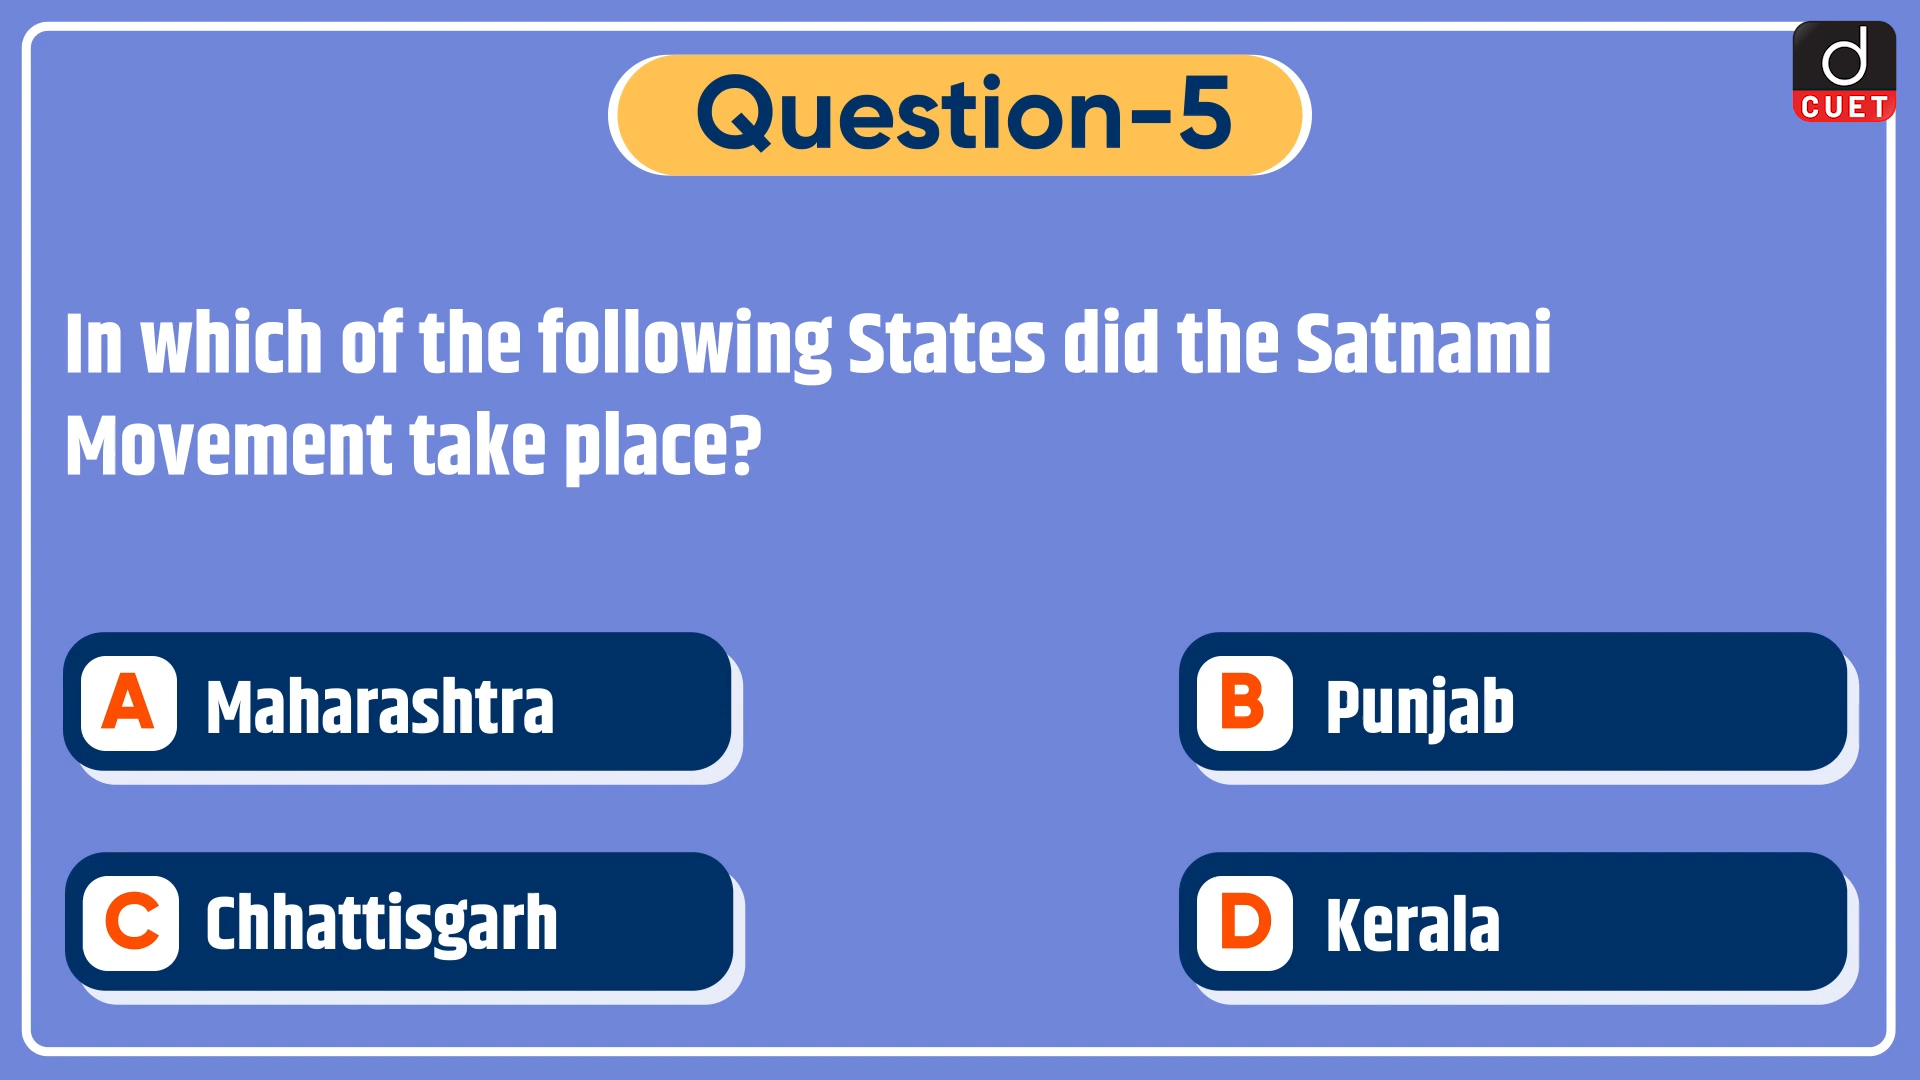 d
CUET
Question-5
In which of the following States did the Satnami
Movement take place?
A Maharashtra
B Punjab
C Chhattisgarh
D Kerala